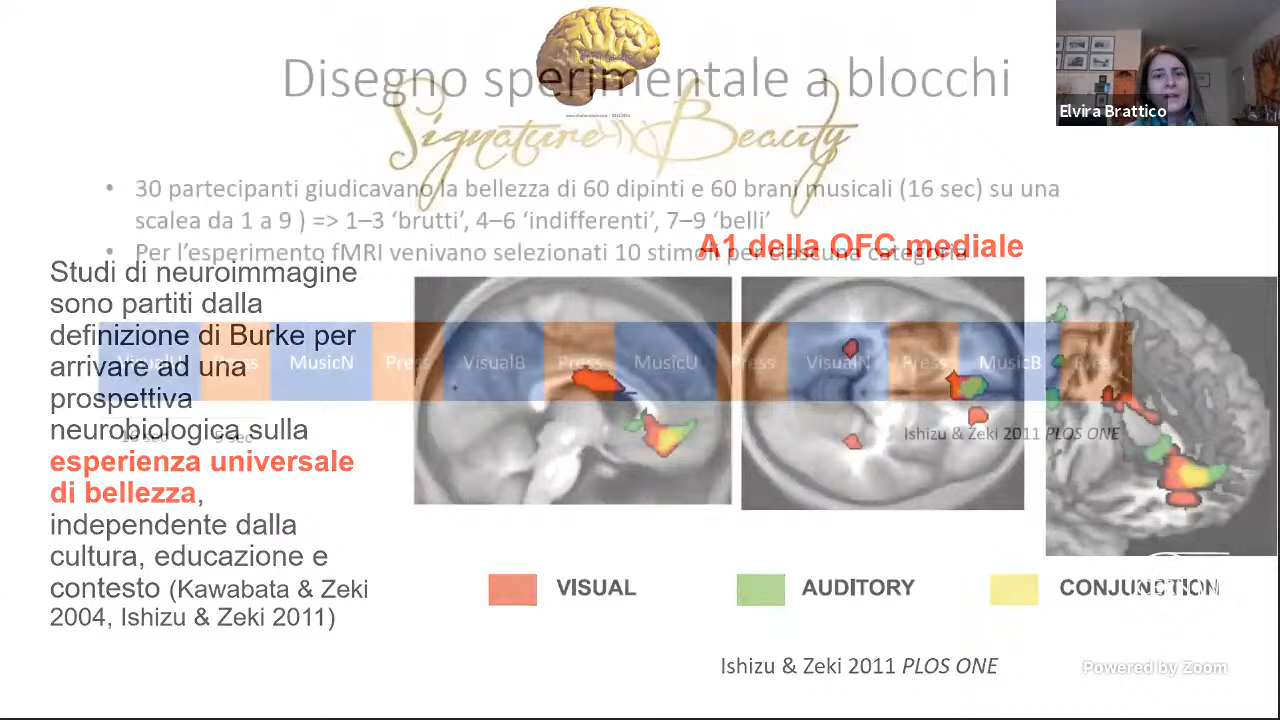 Disegno sperimentale a blocchi
Signature Beauty
Elvira Brattico
• 30 partecipanti giudicavano la bellezza di 60 dipinti e 60 brani musicali (16 sec) su una
scalea da 1 a 9 ) => 1–3 ‘brutti’, 4–6 ‘indifferenti’, 7–9 ‘belli’
• Per l’esperimento fMRI venivano selezionati 10 stimoli per ciascuna categoria
A1 della OFC mediale
Studi di neuroimmagine
sono partiti dalla
definizione di Burke per
arrivare ad una
prospettiva
neurobiologica sulla
esperienza universale
di bellezza,
independente dalla
cultura, educazione e
contesto (Kawabata & Zeki
2004, Ishizu & Zeki 2011)
VisualU Press MusicN Press VisualB Press MusicU Press VisualN Press MusicB Press
sec
Ishizu & Zeki 2011 PLOS ONE
VISUAL AUDITORY CONJUNCTION
Ishizu & Zeki 2011 PLOS ONE
Powered by Zoom